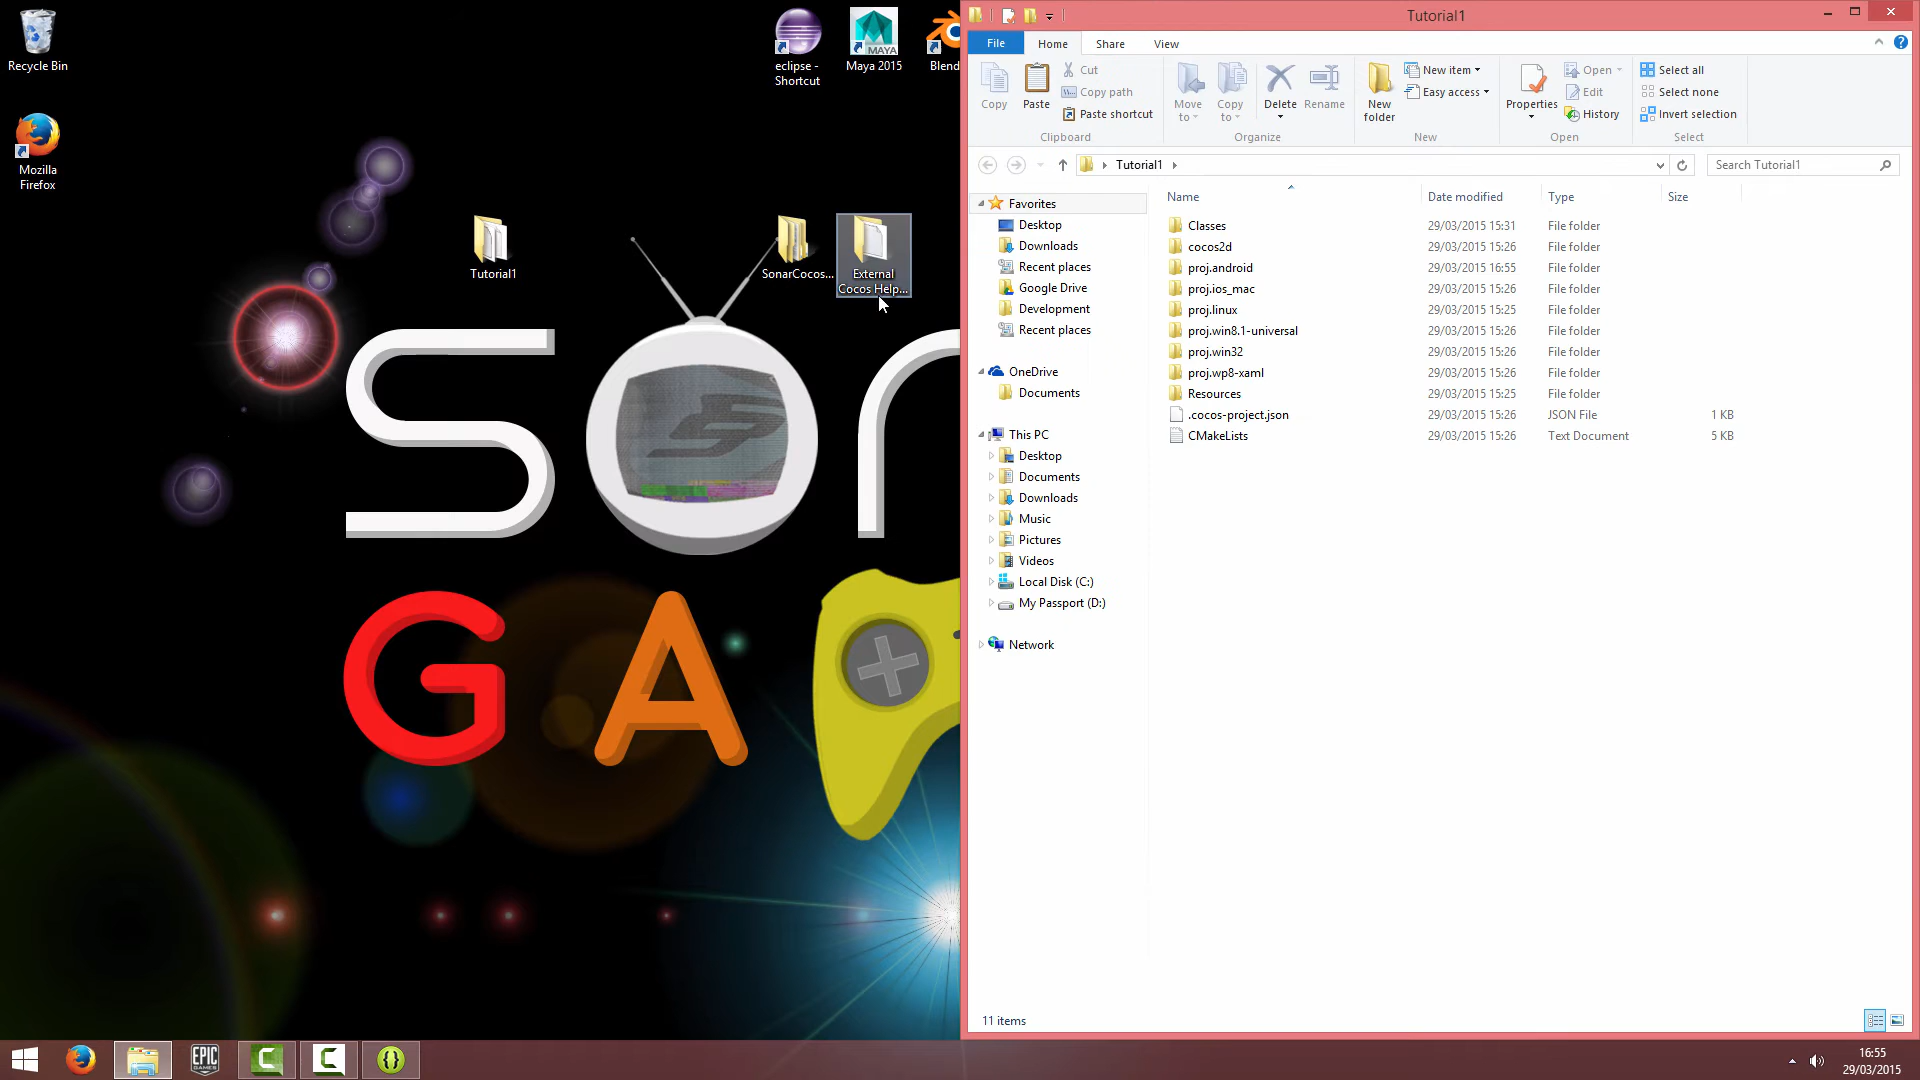 Recycle Bin
Mozilla
Firefox
eclipse -
Shortcut
Maya 2015
MAYA
Blend
Tutorial1
SonarCocos...
External
Cocos Help...
SO
GA
Tutorial1
File
Home
Share
View
Copy
Paste
Cut
Copy path
Paste shortcut
Clipboard
Move
to
Copy
to
Delete
Rename
Organize
New
folder
New item
Easy access
New
Properties
Open
Edit
History
Open
Select all
Select none
Invert selection
Select
Tutorial1
Search Tutorial1
Name
Date modified
Type
Size
Favorites
Desktop
Downloads
Recent places
Google Drive
Development
Recent places
OneDrive
Documents
This PC
Desktop
Documents
Downloads
Music
Pictures
Videos
Local Disk (C:)
My Passport (D:)
Network
Classes 29/03/2015 15:31 File folder
cocos2d 29/03/2015 15:26 File folder
proj.android 29/03/2015 16:55 File folder
proj.ios_mac 29/03/2015 15:26 File folder
proj.linux 29/03/2015 15:25 File folder
proj.win8.1-universal 29/03/2015 15:26 File folder
proj.win32 29/03/2015 15:26 File folder
proj.wp8-xaml 29/03/2015 15:26 File folder
Resources 29/03/2015 15:25 File folder
.cocos-project.json 29/03/2015 15:26 JSON File 1 KB
CMakeLists 29/03/2015 15:26 Text Document 5 KB
11 items
EPIC
GAMES
16:55
29/03/2015